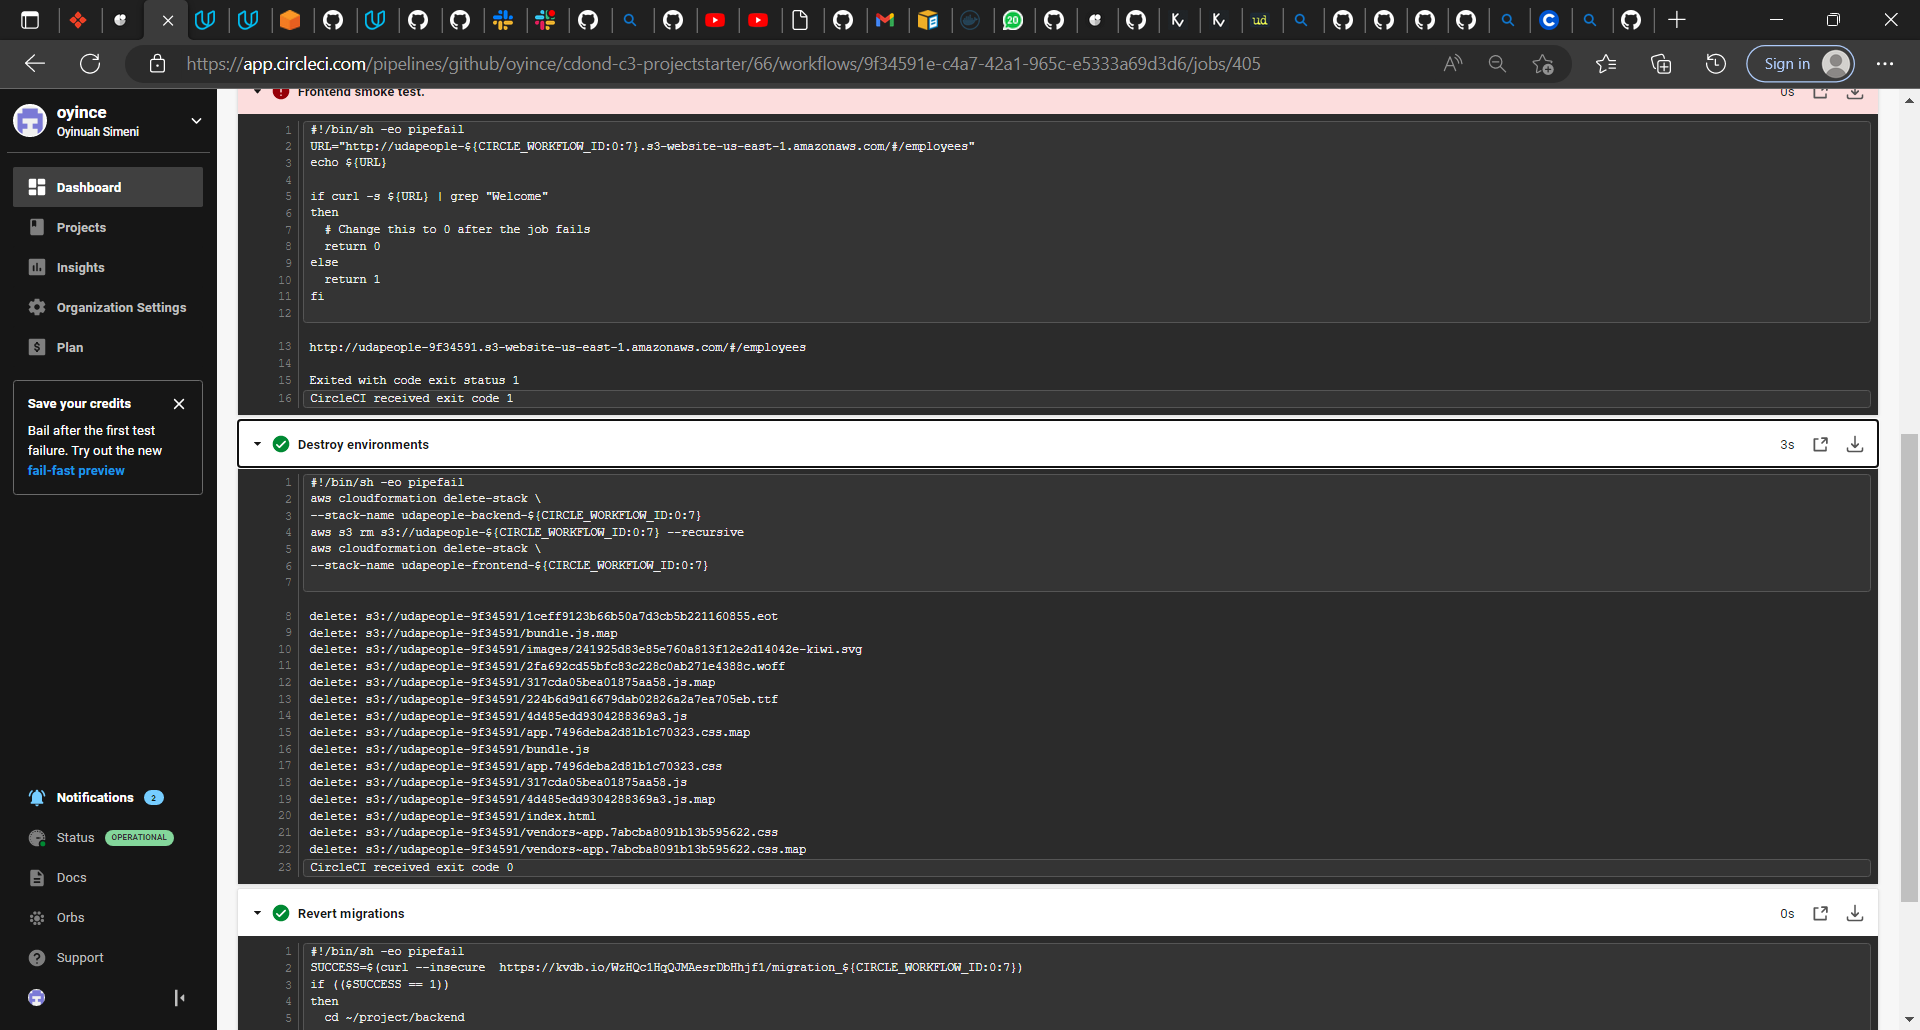 20
ud
https://app.circleci.com/pipelines/github/oyince/cdond-c3-projectstarter/66/workflows/9f34591e-c4a7-42a1-965c-e5333a69d3d6/jobs/405
Sign in
oyince
Oyinuah Simeni
Dashboard
Projects
Insights
Organization Settings
Plan
Save your credits
Bail after the first test
failure. Try out the new
fail-fast preview
Notifications 2
Status OPERATIONAL
Docs
Orbs
Support
Frontend smoke test. 0s
1 #!/bin/sh -eo pipefail
2 URL="http://udapeople-${CIRCLE_WORKFLOW_ID:0:7}.s3-website-us-east-1.amazonaws.com/#/employees"
3 echo ${URL}
4
5 if curl -s ${URL} | grep "Welcome"
6 then
7 # Change this to 0 after the job fails
8 return 0
9 else
10 return 1
11 fi
12
13 http://udapeople-9f34591.s3-website-us-east-1.amazonaws.com/#/employees
14
15 Exited with code exit status 1
16 CircleCI received exit code 1
Destroy environments 3s
1 #!/bin/sh -eo pipefail
2 aws cloudformation delete-stack \
3 --stack-name udapeople-backend-${CIRCLE_WORKFLOW_ID:0:7}
4 aws s3 rm s3://udapeople-${CIRCLE_WORKFLOW_ID:0:7} --recursive
5 aws cloudformation delete-stack \
6 --stack-name udapeople-frontend-${CIRCLE_WORKFLOW_ID:0:7}
7
8 delete: s3://udapeople-9f34591/1ceff9123b66b50a7d3cb5b221160855.eot
9 delete: s3://udapeople-9f34591/bundle.js.map
10 delete: s3://udapeople-9f34591/images/241925d83e85e760a813f12e2d14042e-kiwi.svg
11 delete: s3://udapeople-9f34591/2fa692cd55bfc83c228c0ab271e4388c.woff
12 delete: s3://udapeople-9f34591/317cda05bea01875aa58.js.map
13 delete: s3://udapeople-9f34591/224b6d9d16679dab02826a2a7ea705eb.ttf
14 delete: s3://udapeople-9f34591/4d485edd9304288369a3.js
15 delete: s3://udapeople-9f34591/app.7496deba2d81b1c70323.css.map
16 delete: s3://udapeople-9f34591/bundle.js
17 delete: s3://udapeople-9f34591/app.7496deba2d81b1c70323.css
18 delete: s3://udapeople-9f34591/317cda05bea01875aa58.js
19 delete: s3://udapeople-9f34591/4d485edd9304288369a3.js.map
20 delete: s3://udapeople-9f34591/index.html
21 delete: s3://udapeople-9f34591/vendors~app.7abcba8091b13b595622.css
22 delete: s3://udapeople-9f34591/vendors~app.7abcba8091b13b595622.css.map
23 CircleCI received exit code 0
Revert migrations 0s
1 #!/bin/sh -eo pipefail
2 SUCCESS=$(curl --insecure  https://kvdb.io/WzHQc1HqQJMAesrDbHhjf1/migration_${CIRCLE_WORKFLOW_ID:0:7})
3 if (($SUCCESS == 1))
4 then
5 cd ~/project/backend